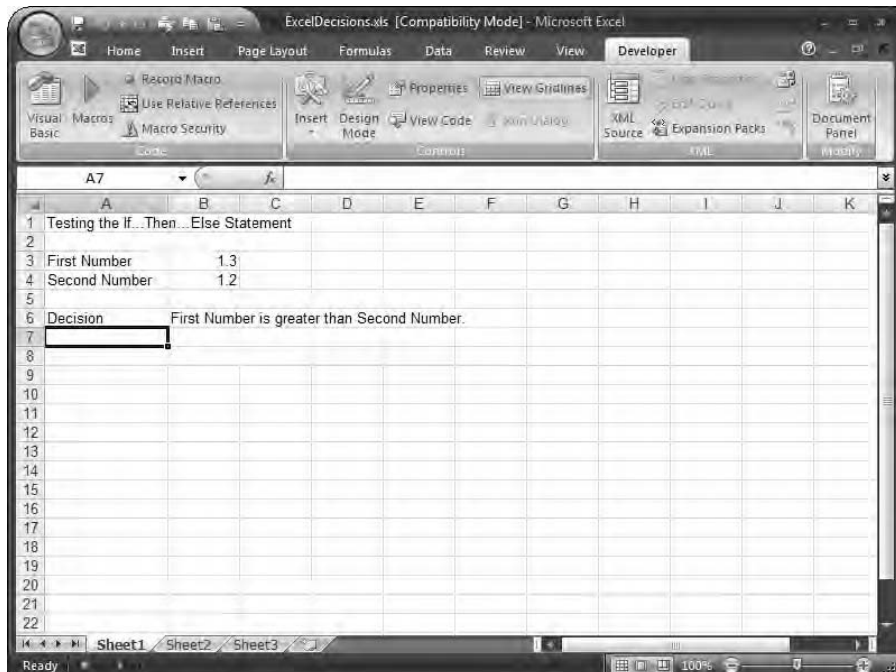 ExcelDecisions.xls [Compatibility Mode] - Microsoft Excel
Home Insert Page Layout Formulas Data Review View Developer
Visual Basic
Macros
Record Macro
Use Relative References
Macro Security
Code
Insert
Design Mode
Properties
View Code
Run Dialog
View Gridlines
Controls
XML Source
Expansion Packs
XML
Document Panel
Modify
A7 fx
A B C D E F G H I J K
1 Testing the If...Then...Else Statement
2
3 First Number 1.3
4 Second Number 1.2
5
6 Decision First Number is greater than Second Number.
7
8
9
10
11
12
13
14
15
16
17
18
19
20
21
22
Sheet1 Sheet2 Sheet3
Ready 100%